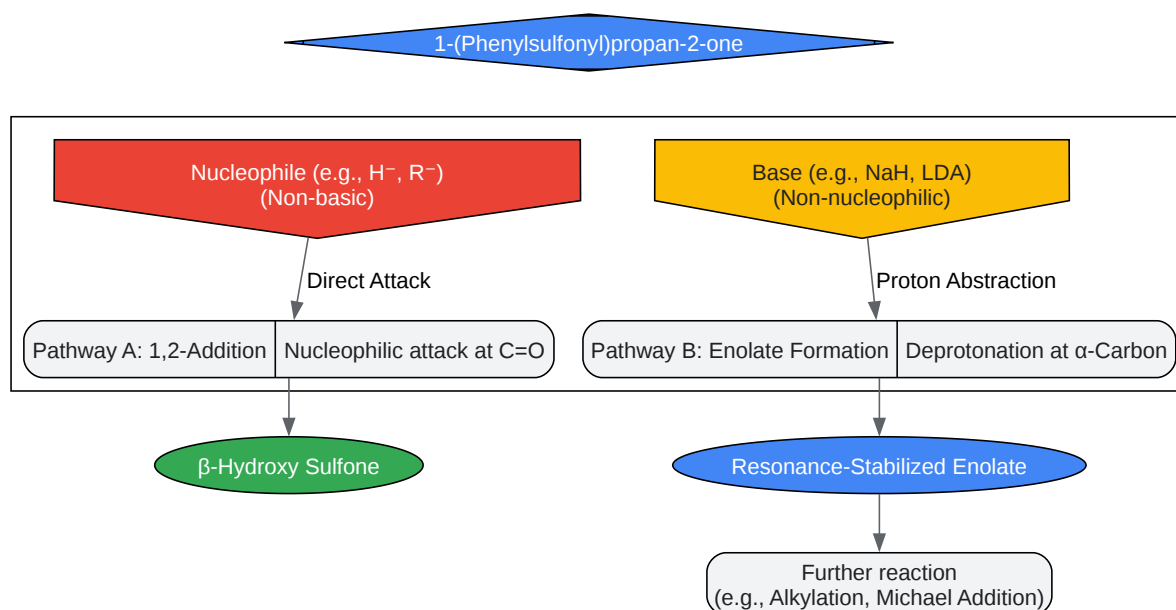 1-(Phenylsulfonyl)propan-2-one
Nucleophile (e.g., H⁻, R⁻)
(Non-basic)
Base (e.g., NaH, LDA)
(Non-nucleophilic)
Direct Attack
Proton Abstraction
Pathway A: 1,2-Addition
Nucleophilic attack at C=O
Pathway B: Enolate Formation
Deprotonation at α-Carbon
β-Hydroxy Sulfone
Resonance-Stabilized Enolate
Further reaction
(e.g., Alkylation, Michael Addition)